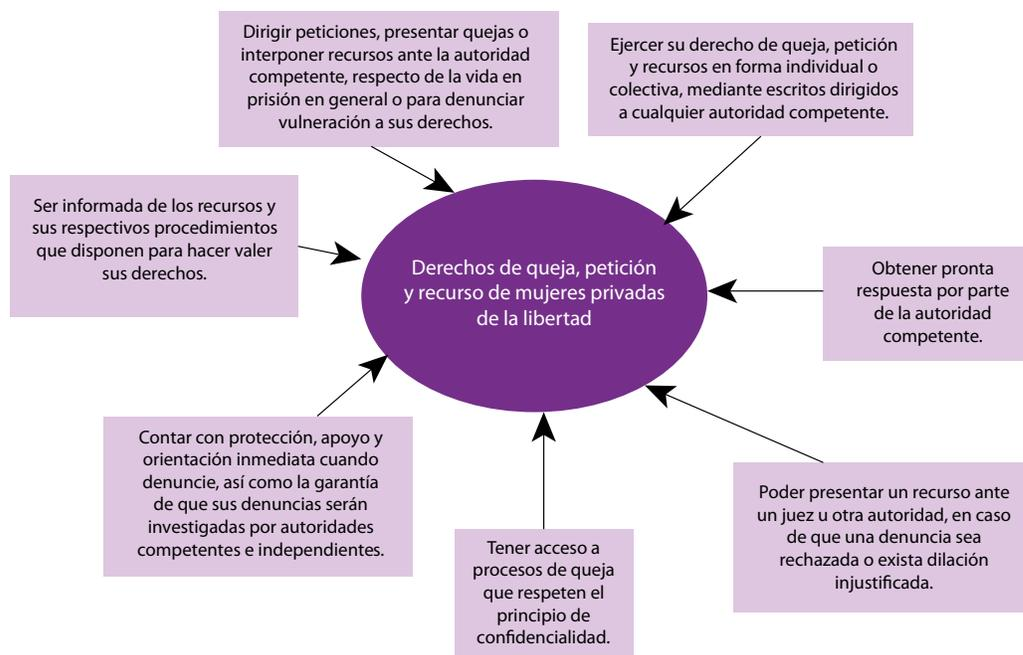 Dirigir peticiones, presentar quejas o
interponer recursos ante la autoridad
competente, respecto de la vida en
prisión en general o para denunciar
vulneración a sus derechos.
Ejercer su derecho de queja, petición
y recursos en forma individual o
colectiva, mediante escritos dirigidos
a cualquier autoridad competente.
Ser informada de los recursos y
sus respectivos procedimientos
que disponen para hacer valer
sus derechos.
Derechos de queja, petición
y recurso de mujeres privadas
de la libertad
Obtener pronta
respuesta por parte
de la autoridad
competente.
Contar con protección, apoyo y
orientación inmediata cuando
denuncie, así como la garantía
de que sus denuncias serán
investigadas por autoridades
competentes e independientes.
Tener acceso a
procesos de queja
que respeten el
principio de
confidencialidad.
Poder presentar un recurso ante
un juez u otra autoridad, en caso
de que una denuncia sea
rechazada o exista dilación
injustificada.